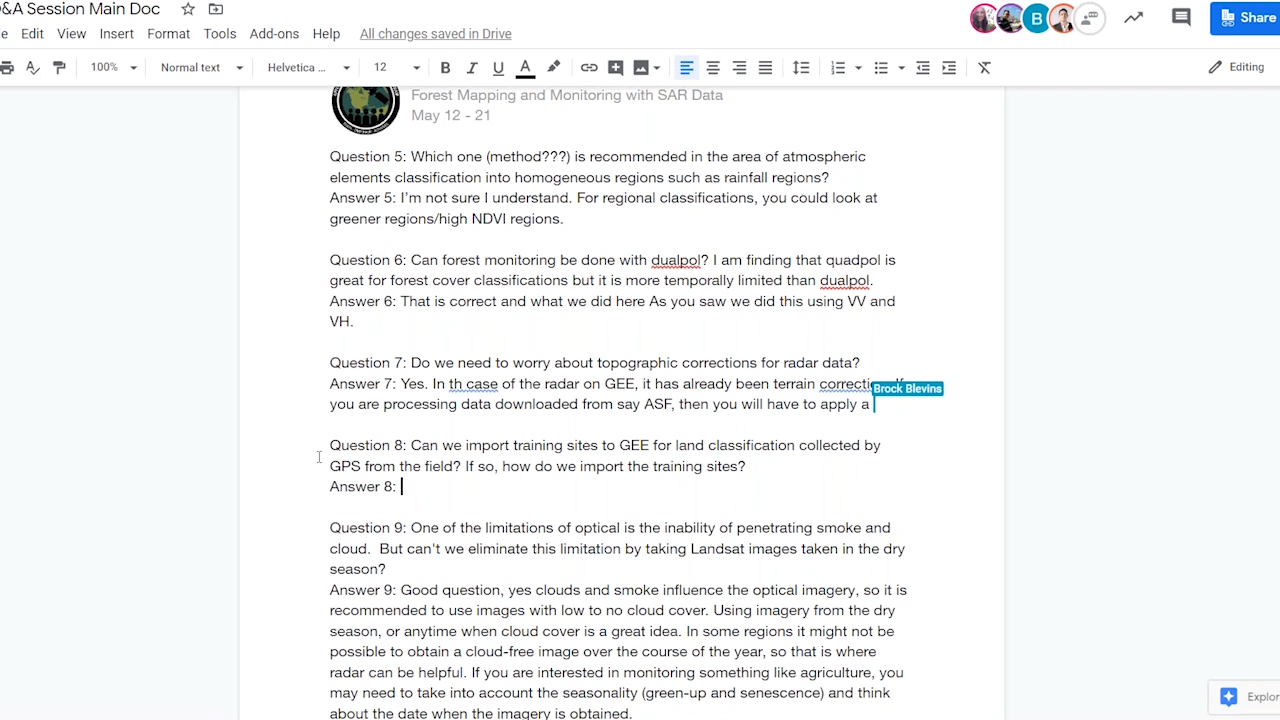 &A Session Main Doc
B
Share
e Edit View Insert Format Tools Add-ons Help All changes saved in Drive
100% Normal text Helvetica ... 12 B I U A Editing
Forest Mapping and Monitoring with SAR Data
May 12 - 21
Question 5: Which one (method???) is recommended in the area of atmospheric
elements classification into homogeneous regions such as rainfall regions?
Answer 5: I'm not sure I understand. For regional classifications, you could look at
greener regions/high NDVI regions.
Question 6: Can forest monitoring be done with dualpol? I am finding that quadpol is
great for forest cover classifications but it is more temporally limited than dualpol.
Answer 6: That is correct and what we did here As you saw we did this using VV and
VH.
Question 7: Do we need to worry about topographic corrections for radar data?
Answer 7: Yes. In th case of the radar on GEE, it has already been terrain
Brock Blevins
you are processing data downloaded from say ASF, then you will have to apply a
Question 8: Can we import training sites to GEE for land classification collected by
GPS from the field? If so, how do we import the training sites?
Answer 8:
Question 9: One of the limitations of optical is the inability of penetrating smoke and
cloud.  But can't we eliminate this limitation by taking Landsat images taken in the dry
season?
Answer 9: Good question, yes clouds and smoke influence the optical imagery, so it is
recommended to use images with low to no cloud cover. Using imagery from the dry
season, or anytime when cloud cover is a great idea. In some regions it might not be
possible to obtain a cloud-free image over the course of the year, so that is where
radar can be helpful. If you are interested in monitoring something like agriculture, you
may need to take into account the seasonality (green-up and senescence) and think
about the date when the imagery is obtained.
Explor